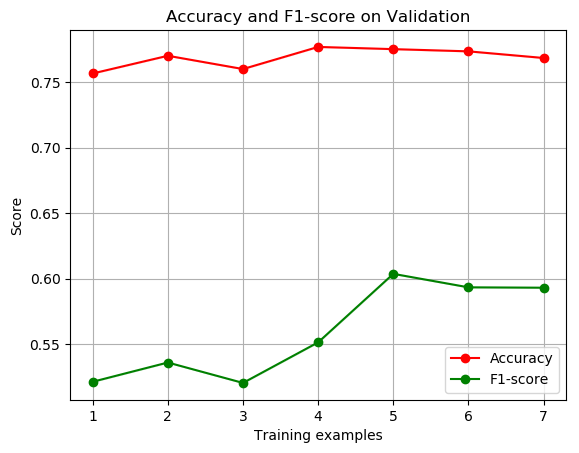 Accuracy and F1-score on Validation
Score
0.75
0.70
0.65
0.60
0.55
Accuracy
F1-score
1 2 3 4 5 6 7
Training examples